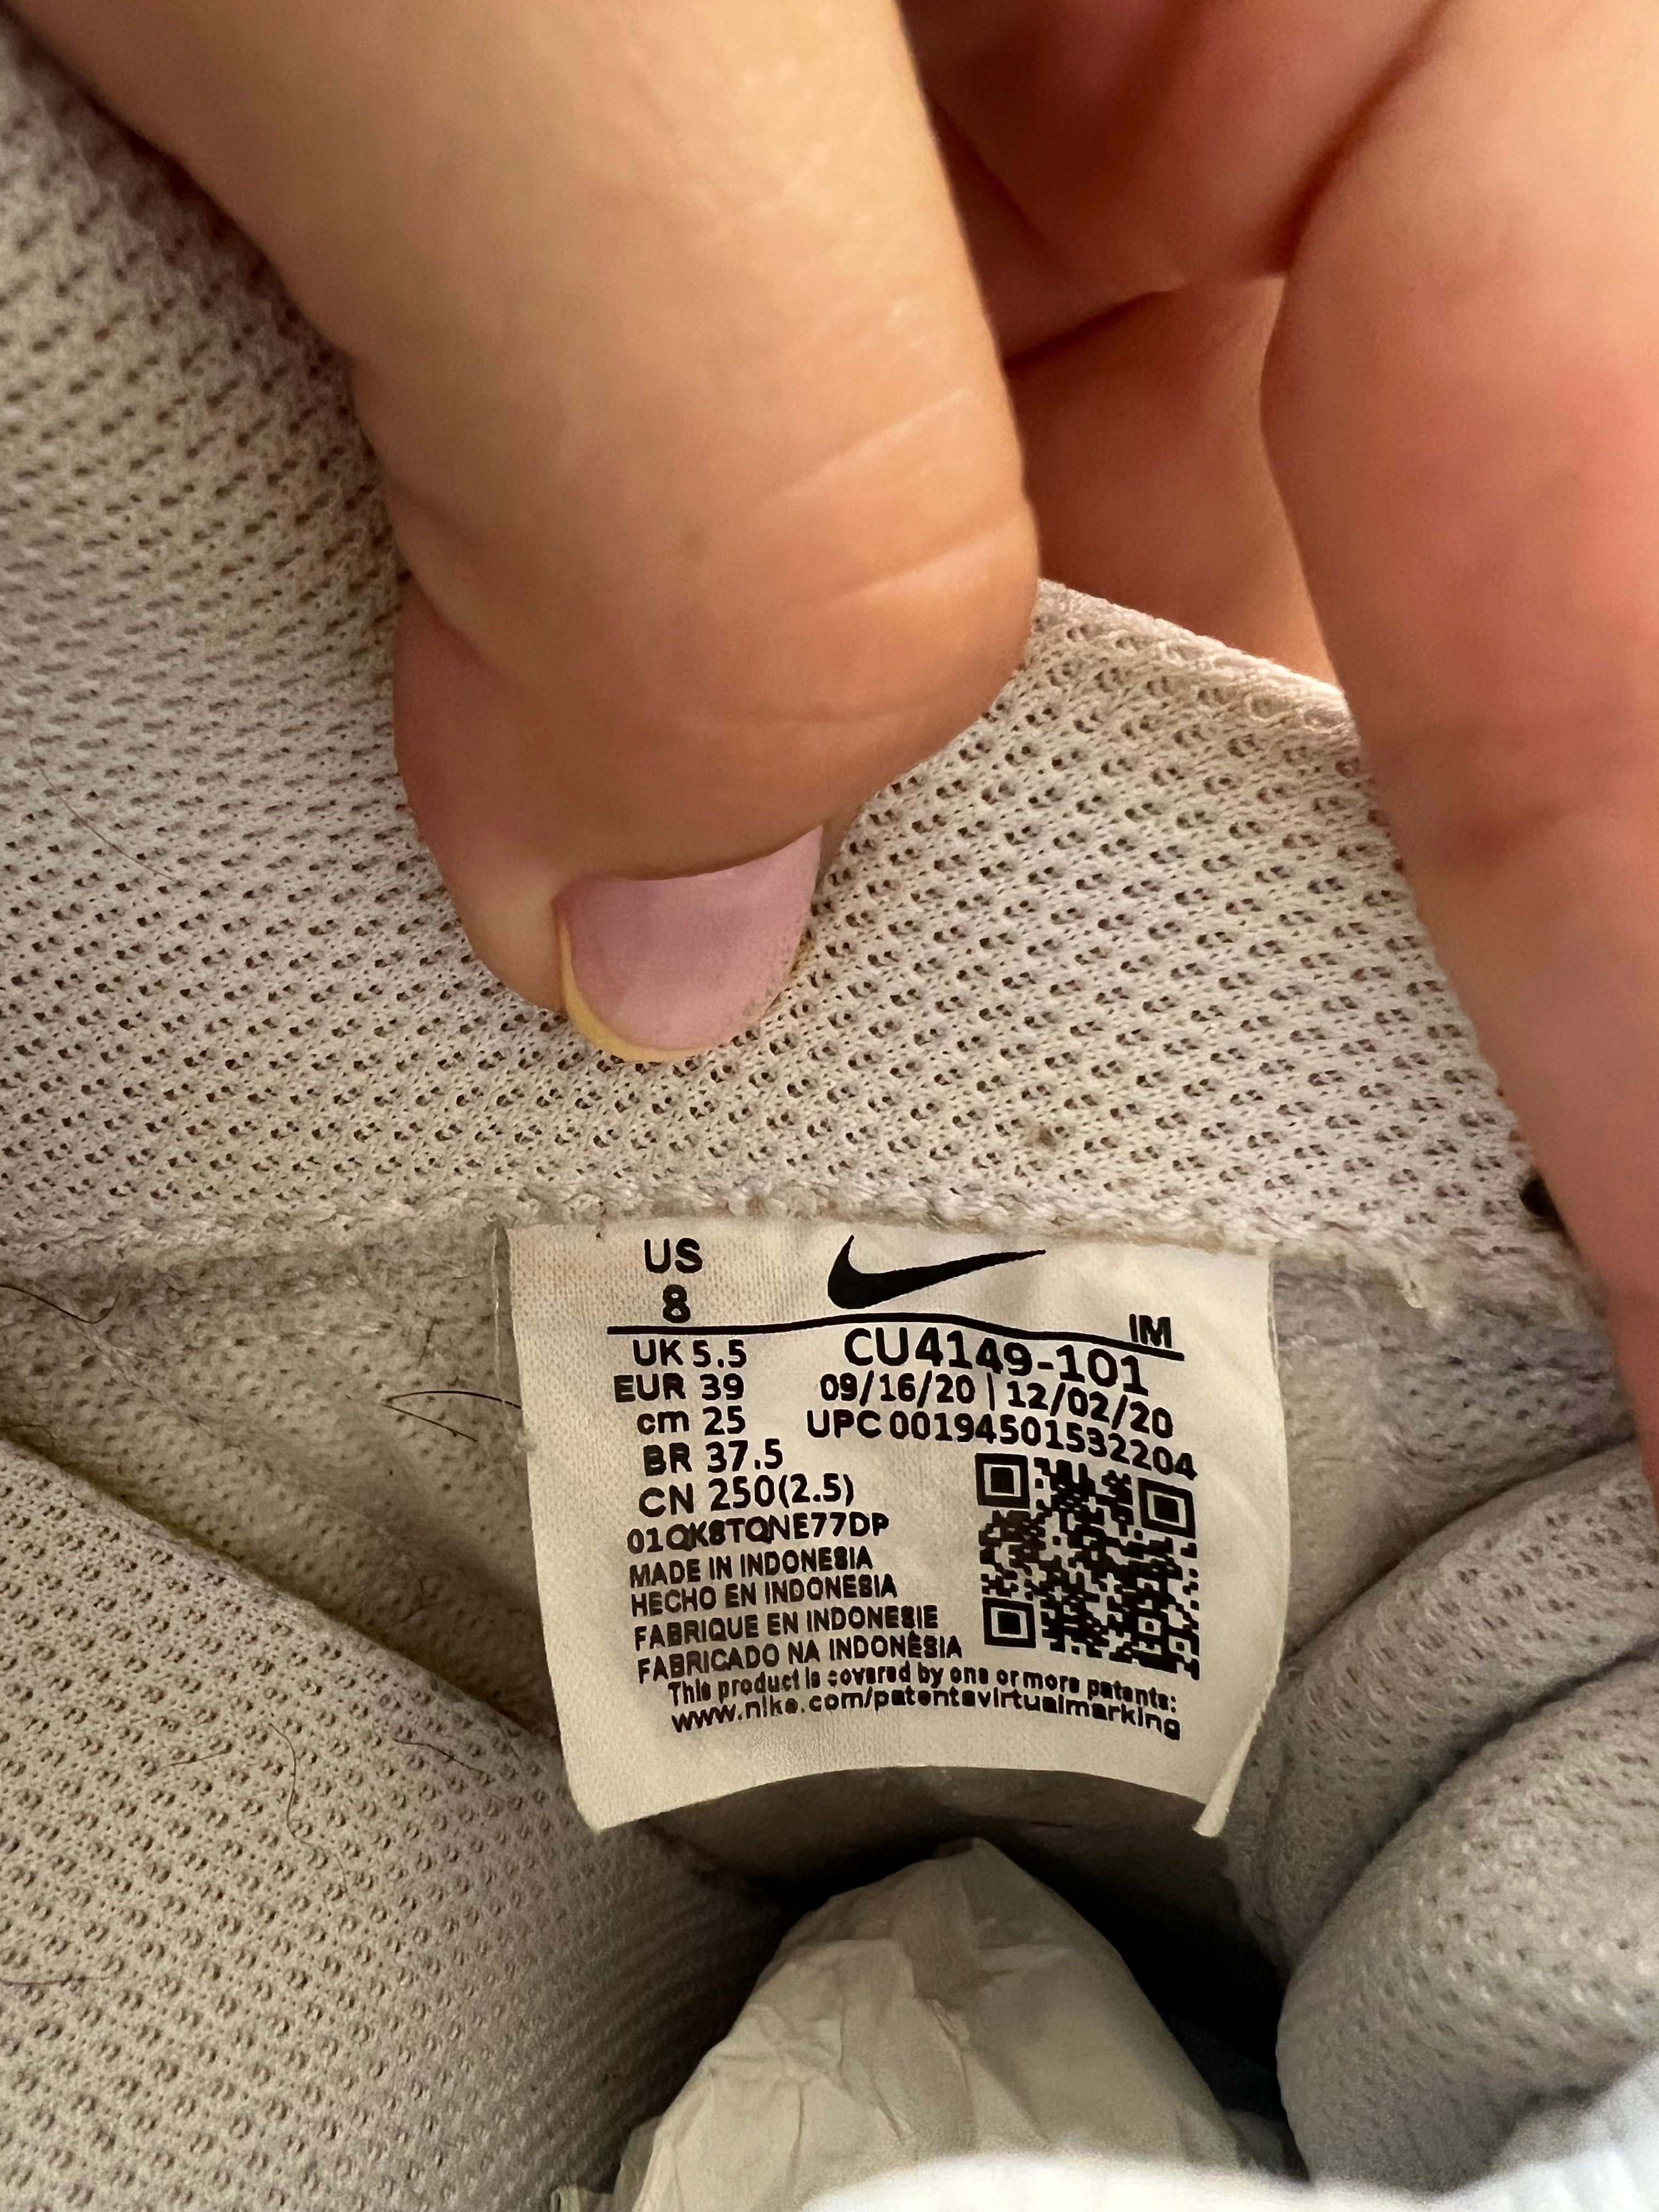 US
8
IM
UK 5.5
EUR 39
cm 25
BR 37.5
CN 250(2.5)
CU4149-101
09/16/20 | 12/02/20
UPC 00194501532204
01QK8TQNE77DP
MADE IN INDONESIA
HECHO EN INDONESIA
FABRIQUE EN INDONESIE
FABRICADO NA INDONÉSIA
This product is covered by one or more patents:
www.nike.com/patentsvirtualmarking